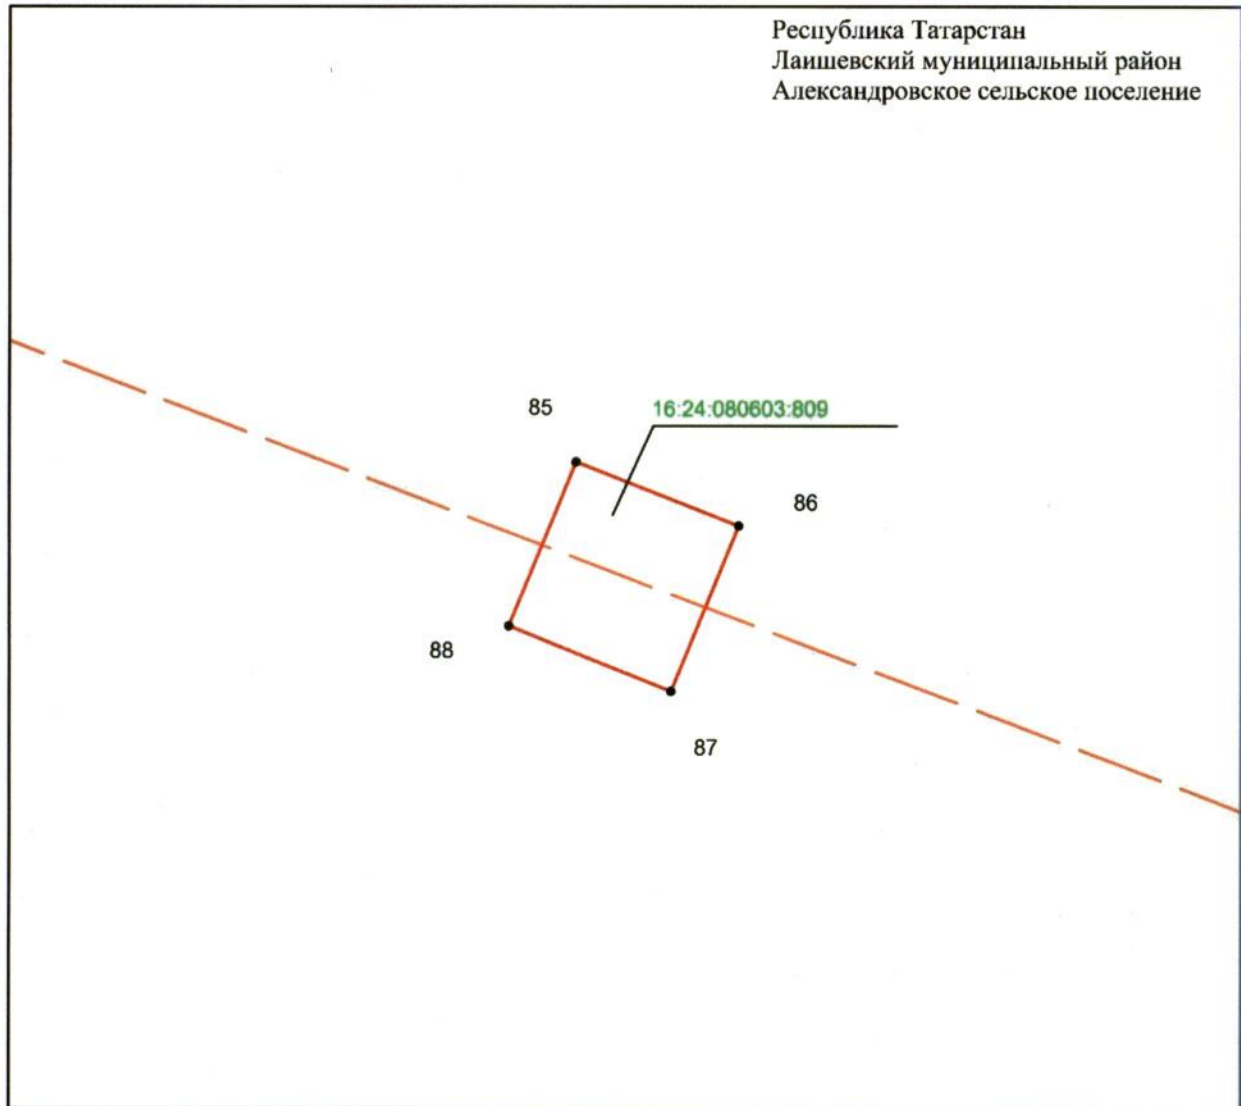 Республика Татарстан
Лаишевский муниципальный район
Александровское сельское поселение
85
16:24:080603:809
86
88
87